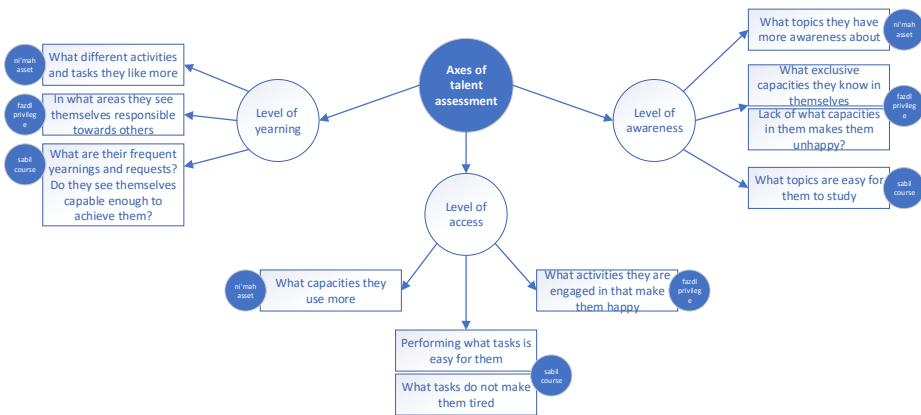 Axes of
talent
assessment
Level of
yearning
ni'mah
asset
What different activities
and tasks they like more
fazdl
privileg
e
In what areas they see
themselves responsible
towards others
sabil
course
What are their frequent
yearnings and requests?
Do they see themselves
capable enough to
achieve them?
Level of
awareness
What topics they have
more awareness about
ni'mah
asset
What exclusive
capacities they know in
themselves
Lack of what capacities
in them makes them
unhappy?
fazdl
privileg
e
What topics are easy for
them to study
sabil
course
Level of
access
ni'mah
asset
What capacities they
use more
What activities they are
engaged in that make
them happy
fazdl
privileg
e
Performing what tasks is
easy for them
What tasks do not make
them tired
sabil
course